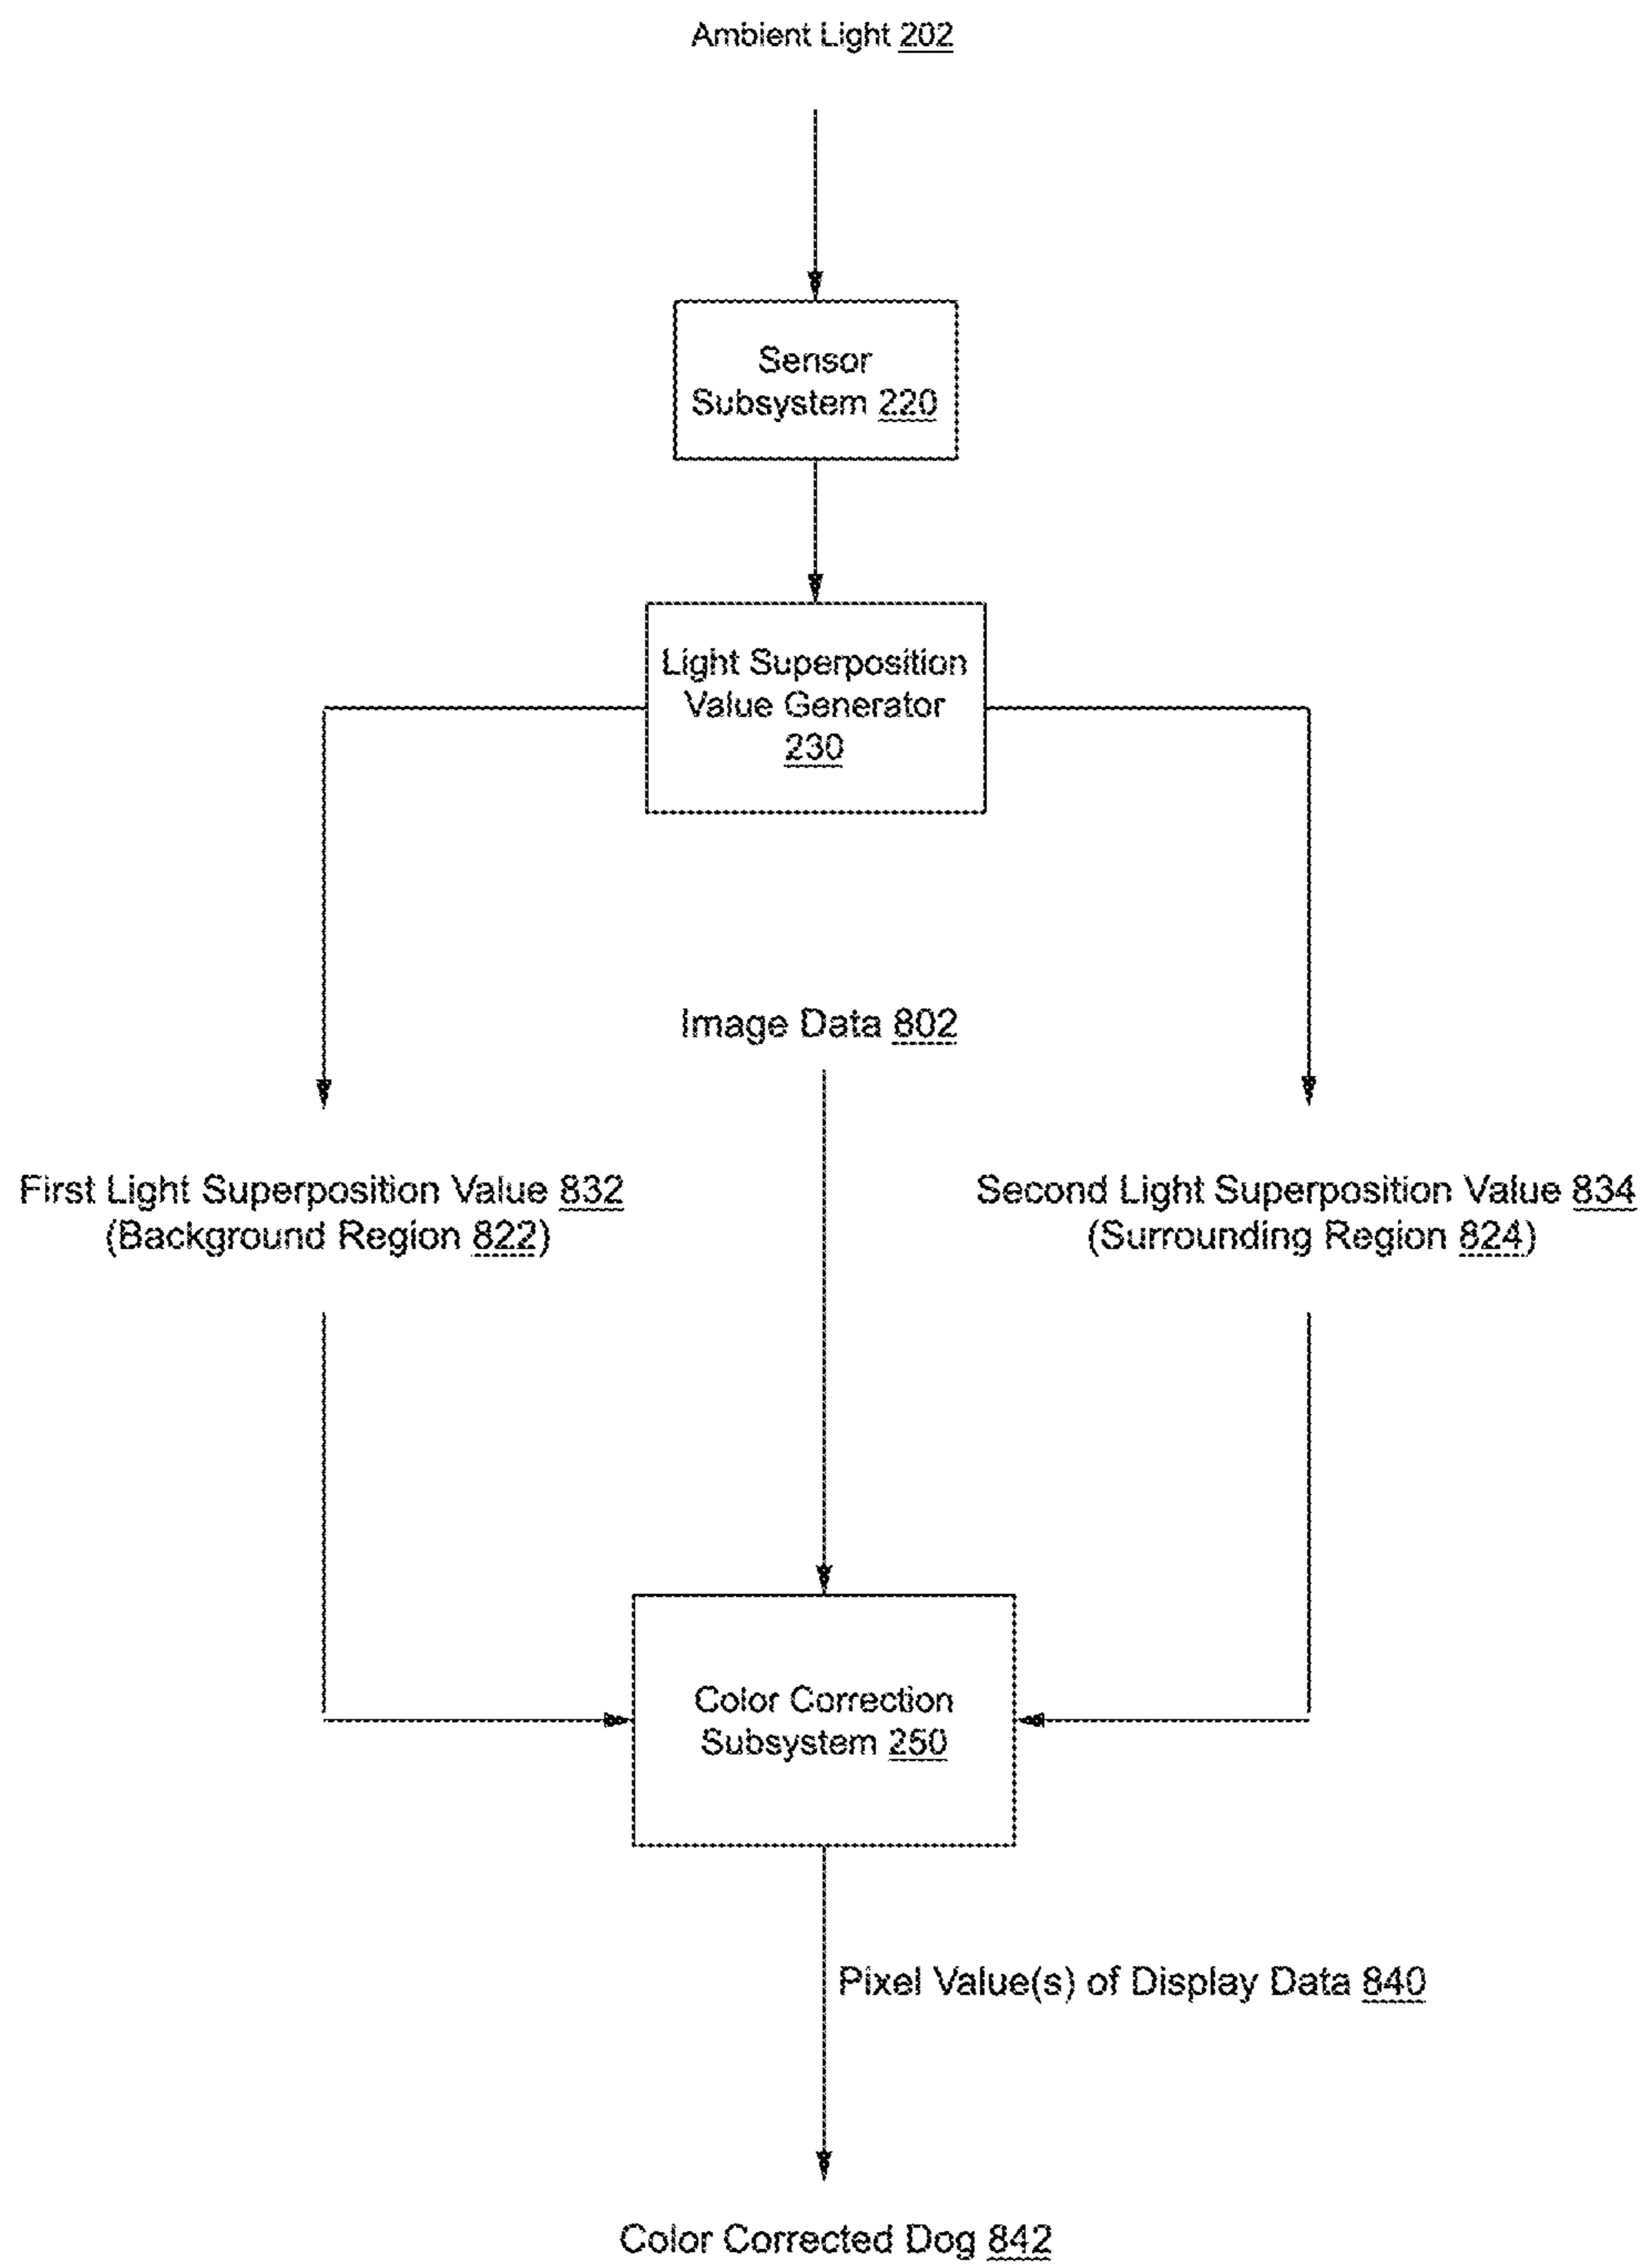 Ambient Light 202
Sensor
Subsystem 220
Light Superposition
Value Generator
230
Image Data 802
First Light Superposition Value 832
(Background Region 822)
Second Light Superposition Value 834
(Surrounding Region 824)
Color Correction
Subsystem 250
Pixel Value(s) of Display Data 840
Color Corrected Dog 842